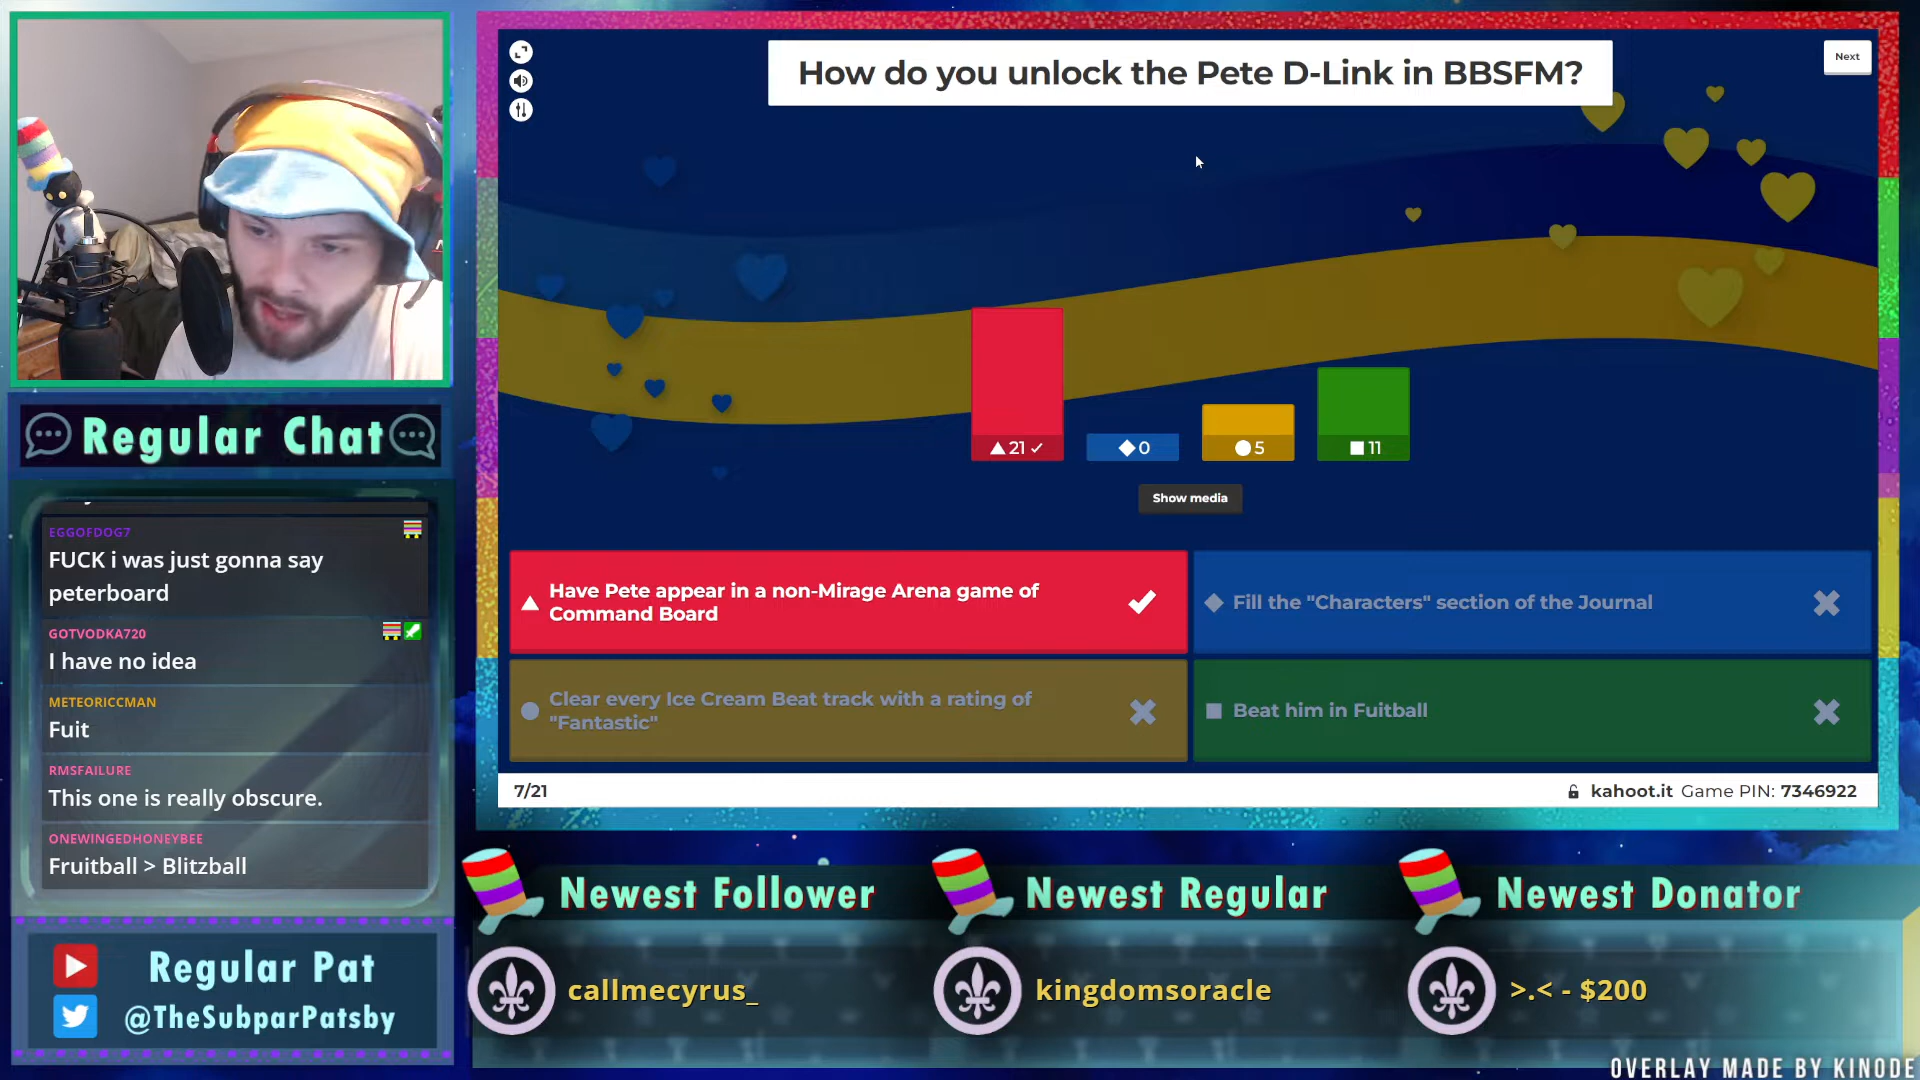 How do you unlock the Pete D-Link in BBSFM?
Next
21
0
5
11
Show media
Have Pete appear in a non-Mirage Arena game of
Command Board
Fill the "Characters" section of the Journal
Clear every Ice Cream Beat track with a rating of
"Fantastic"
Beat him in Fuitball
7/21
kahoot.it Game PIN: 7346922
Regular Chat
EGGOFDOG7
FUCK i was just gonna say
peterboard
GOTVODKA720
I have no idea
METEORICCMAN
Fuit
RMSFAILURE
This one is really obscure.
ONEWINGEDHONEYBEE
Fruitball > Blitzball
Regular Pat
@TheSubparPatsby
Newest Follower
callmecyrus_
Newest Regular
kingdomsoracle
Newest Donator
>.< - $200
OVERLAY MADE BY KINODE